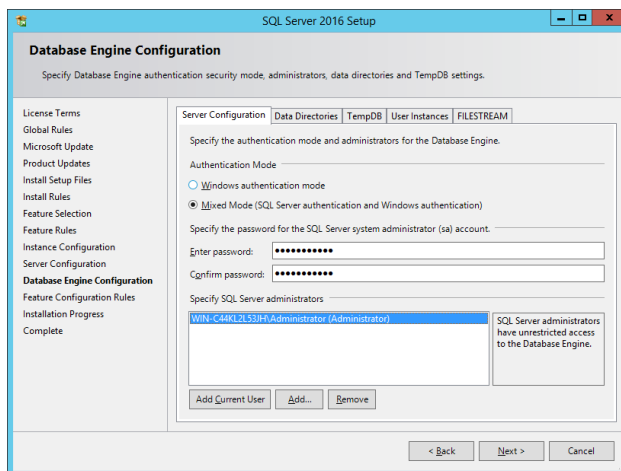 SQL Server 2016 Setup
Database Engine Configuration
Specify Database Engine authentication security mode, administrators, data directories and TempDB settings.
License Terms
Global Rules
Microsoft Update
Product Updates
Install Setup Files
Install Rules
Feature Selection
Feature Rules
Instance Configuration
Server Configuration
Database Engine Configuration
Feature Configuration Rules
Installation Progress
Complete
Server Configuration Data Directories TempDB User Instances FILESTREAM
Specify the authentication mode and administrators for the Database Engine.
Authentication Mode
Windows authentication mode
Mixed Mode (SQL Server authentication and Windows authentication)
Specify the password for the SQL Server system administrator (sa) account.
Enter password: ●●●●●●●●●●●
Confirm password: ●●●●●●●●●●●
Specify SQL Server administrators
WIN-C44KL2L53JH\Administrator (Administrator)
SQL Server administrators
have unrestricted access
to the Database Engine.
Add Current User Add... Remove
< Back Next > Cancel